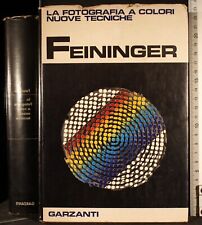 LA FOTOGRAFIA A COLORI
NUOVE TECNICHE
FEININGER
GARZANTI